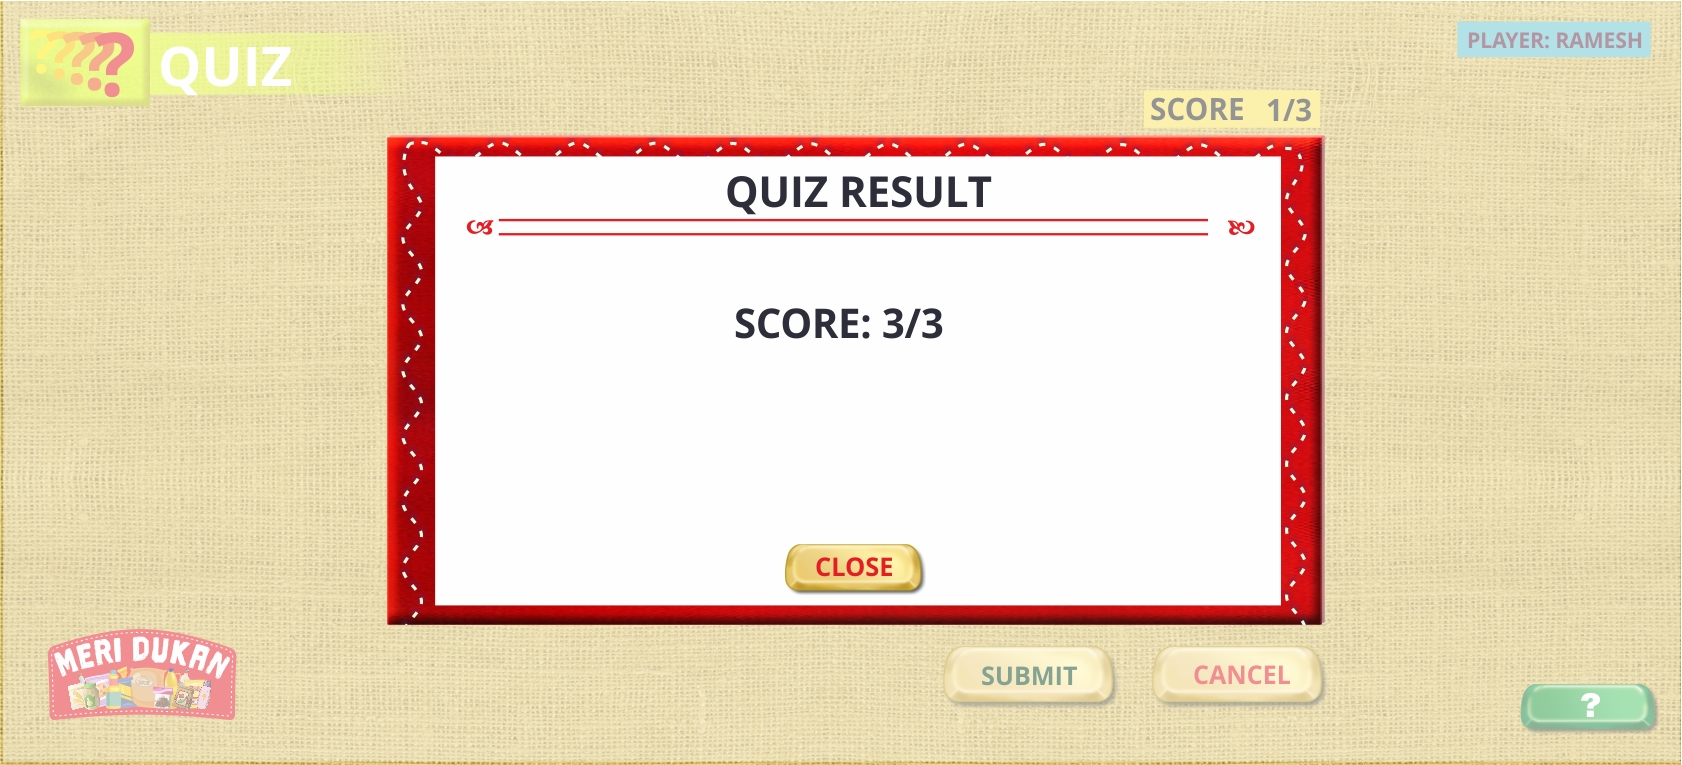 QUIZ
PLAYER: RAMESH
SCORE 1/3
QUIZ RESULT
SCORE: 3/3
CLOSE
MERI DUKAN
SUBMIT
CANCEL
?